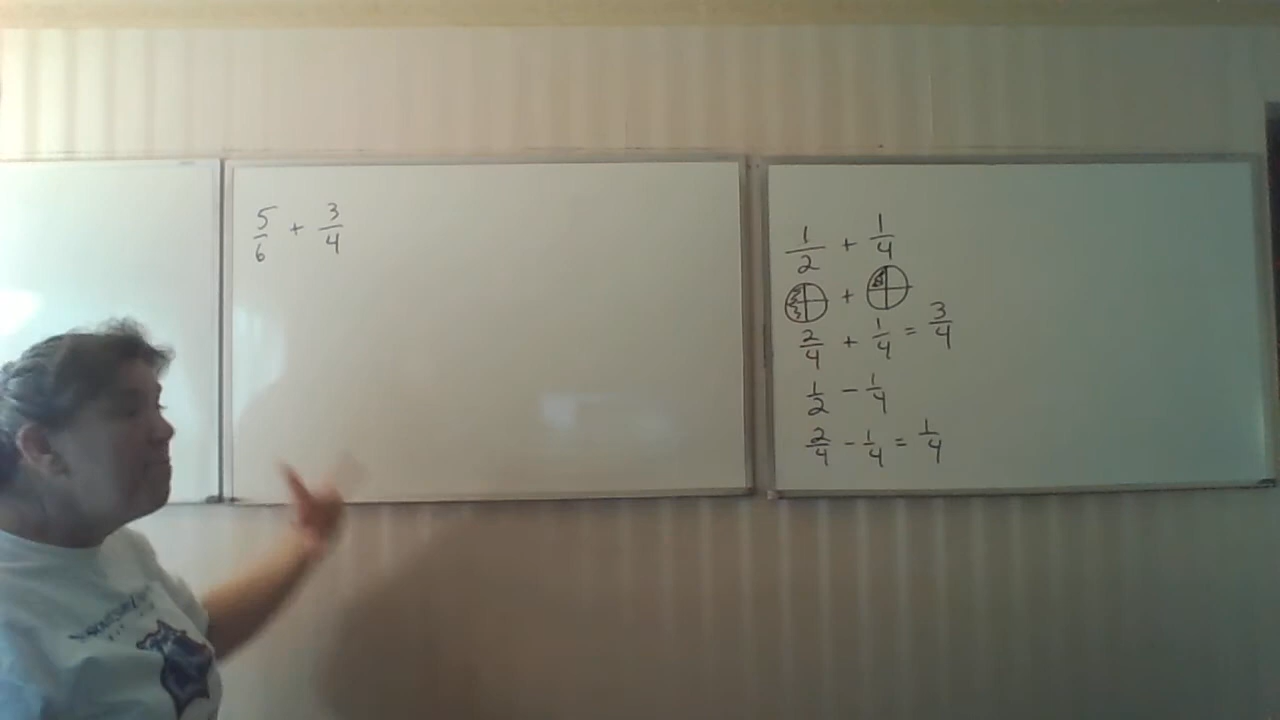 5/6 + 3/4
1/2 + 1/4
+
2/4 + 1/4 = 3/4
1/2 - 1/4
2/4 - 1/4 = 1/4